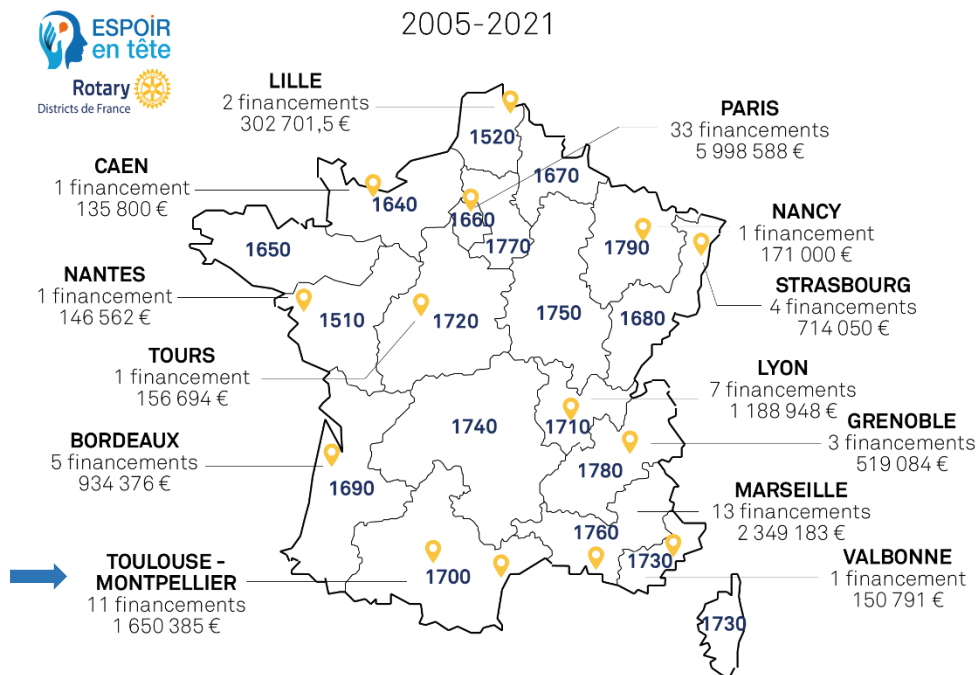 2005-2021
ESPOIR
en tête
Rotary
Districts de France
LILLE
2 financements
302 701,5 €
PARIS
33 financements
5 998 588 €
CAEN
1 financement
135 800 €
NANCY
1 financement
171 000 €
NANTES
1 financement
146 562 €
STRASBOURG
4 financements
714 050 €
TOURS
1 financement
156 694 €
LYON
7 financements
1 188 948 €
BORDEAUX
5 financements
934 376 €
GRENOBLE
3 financements
519 084 €
MARSEILLE
13 financements
2 349 183 €
TOULOUSE -
MONTPELLIER
11 financements
1 650 385 €
VALBONNE
1 financement
150 791 €
1520
1670
1640
1660
1650
1770
1790
1510
1720
1750
1680
1740
1710
1780
1690
1760
1730
1700
1730